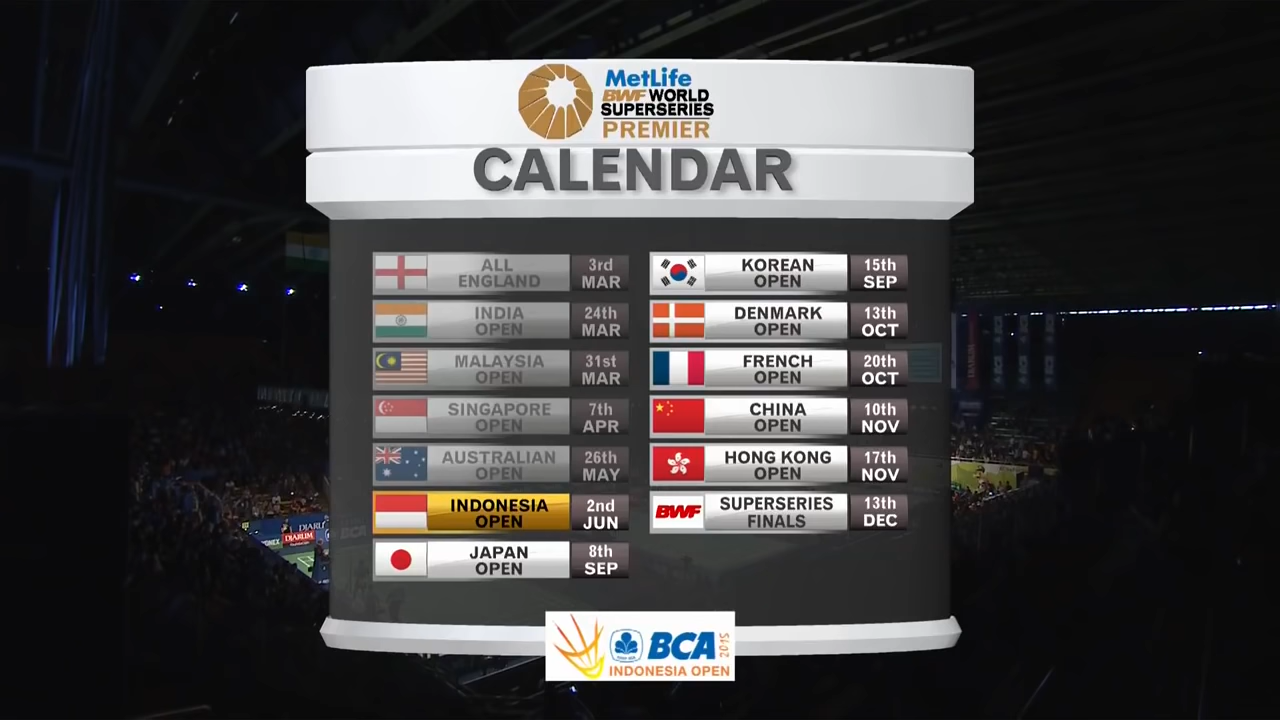 MetLife
BWF WORLD
SUPERSERIES
PREMIER
CALENDAR
ALL
ENGLAND
3rd
MAR
INDIA
OPEN
24th
MAR
MALAYSIA
OPEN
31st
MAR
SINGAPORE
OPEN
7th
APR
AUSTRALIAN
OPEN
26th
MAY
INDONESIA
OPEN
2nd
JUN
JAPAN
OPEN
8th
SEP
KOREAN
OPEN
15th
SEP
DENMARK
OPEN
13th
OCT
FRENCH
OPEN
20th
OCT
CHINA
OPEN
10th
NOV
HONG KONG
OPEN
17th
NOV
BWF
SUPERSERIES
FINALS
13th
DEC
BCA 2015
INDONESIA OPEN
DJARUM